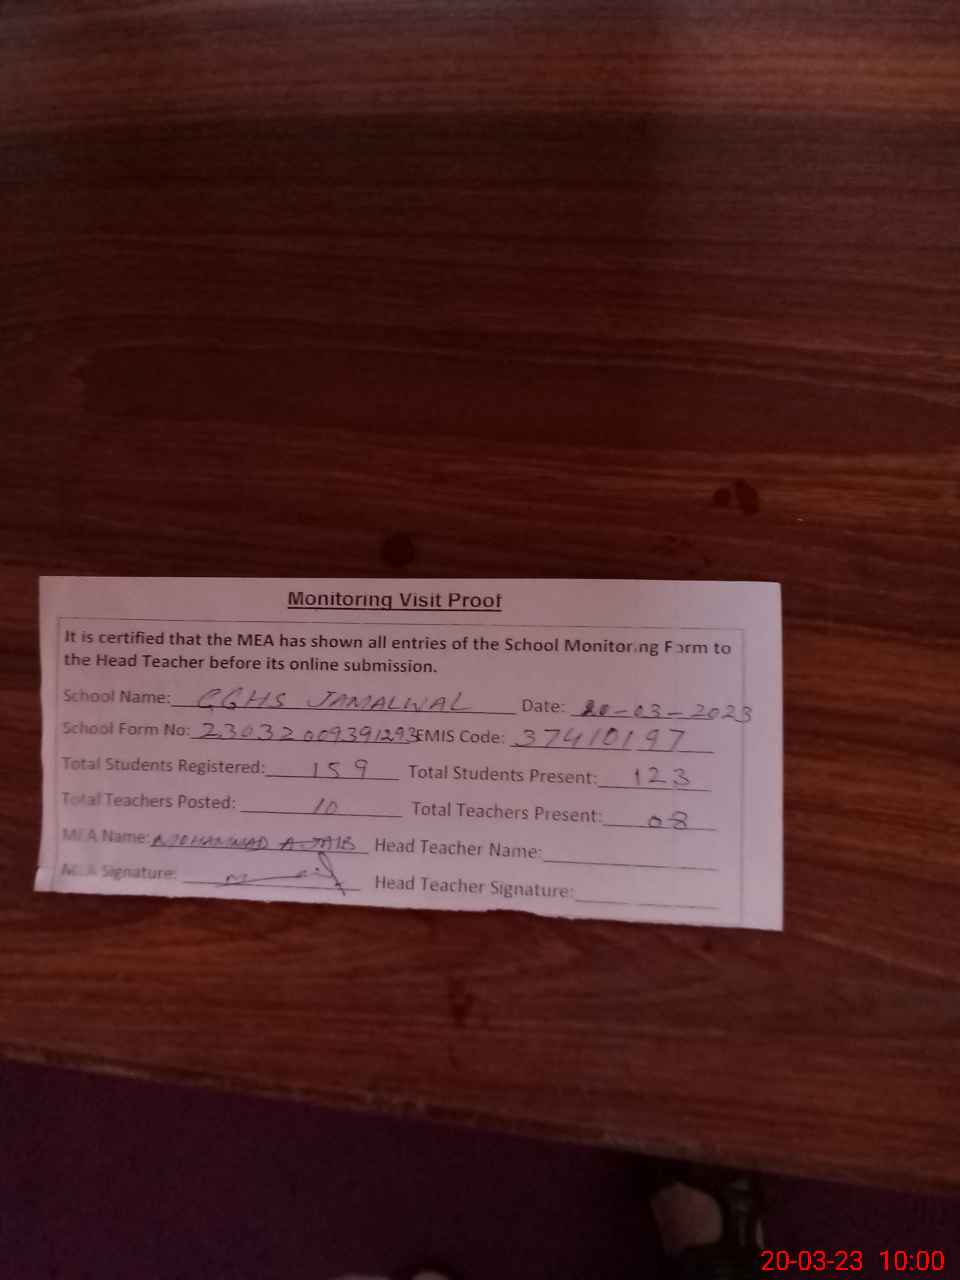 Monitoring Visit Proof
It is certified that the MEA has shown all entries of the School Monitoring Form to
the Head Teacher before its online submission.
School Name: GGHS JAMALWAL Date: 20-03-2023
School Form No: 23032009391293 EMIS Code: 37410197
Total Students Registered: 159 Total Students Present: 123
Total Teachers Posted: 10 Total Teachers Present: 08
MEA Name: MOHAMMAD AJAIB Head Teacher Name:
MEA Signature: Head Teacher Signature:
20-03-23 10:00